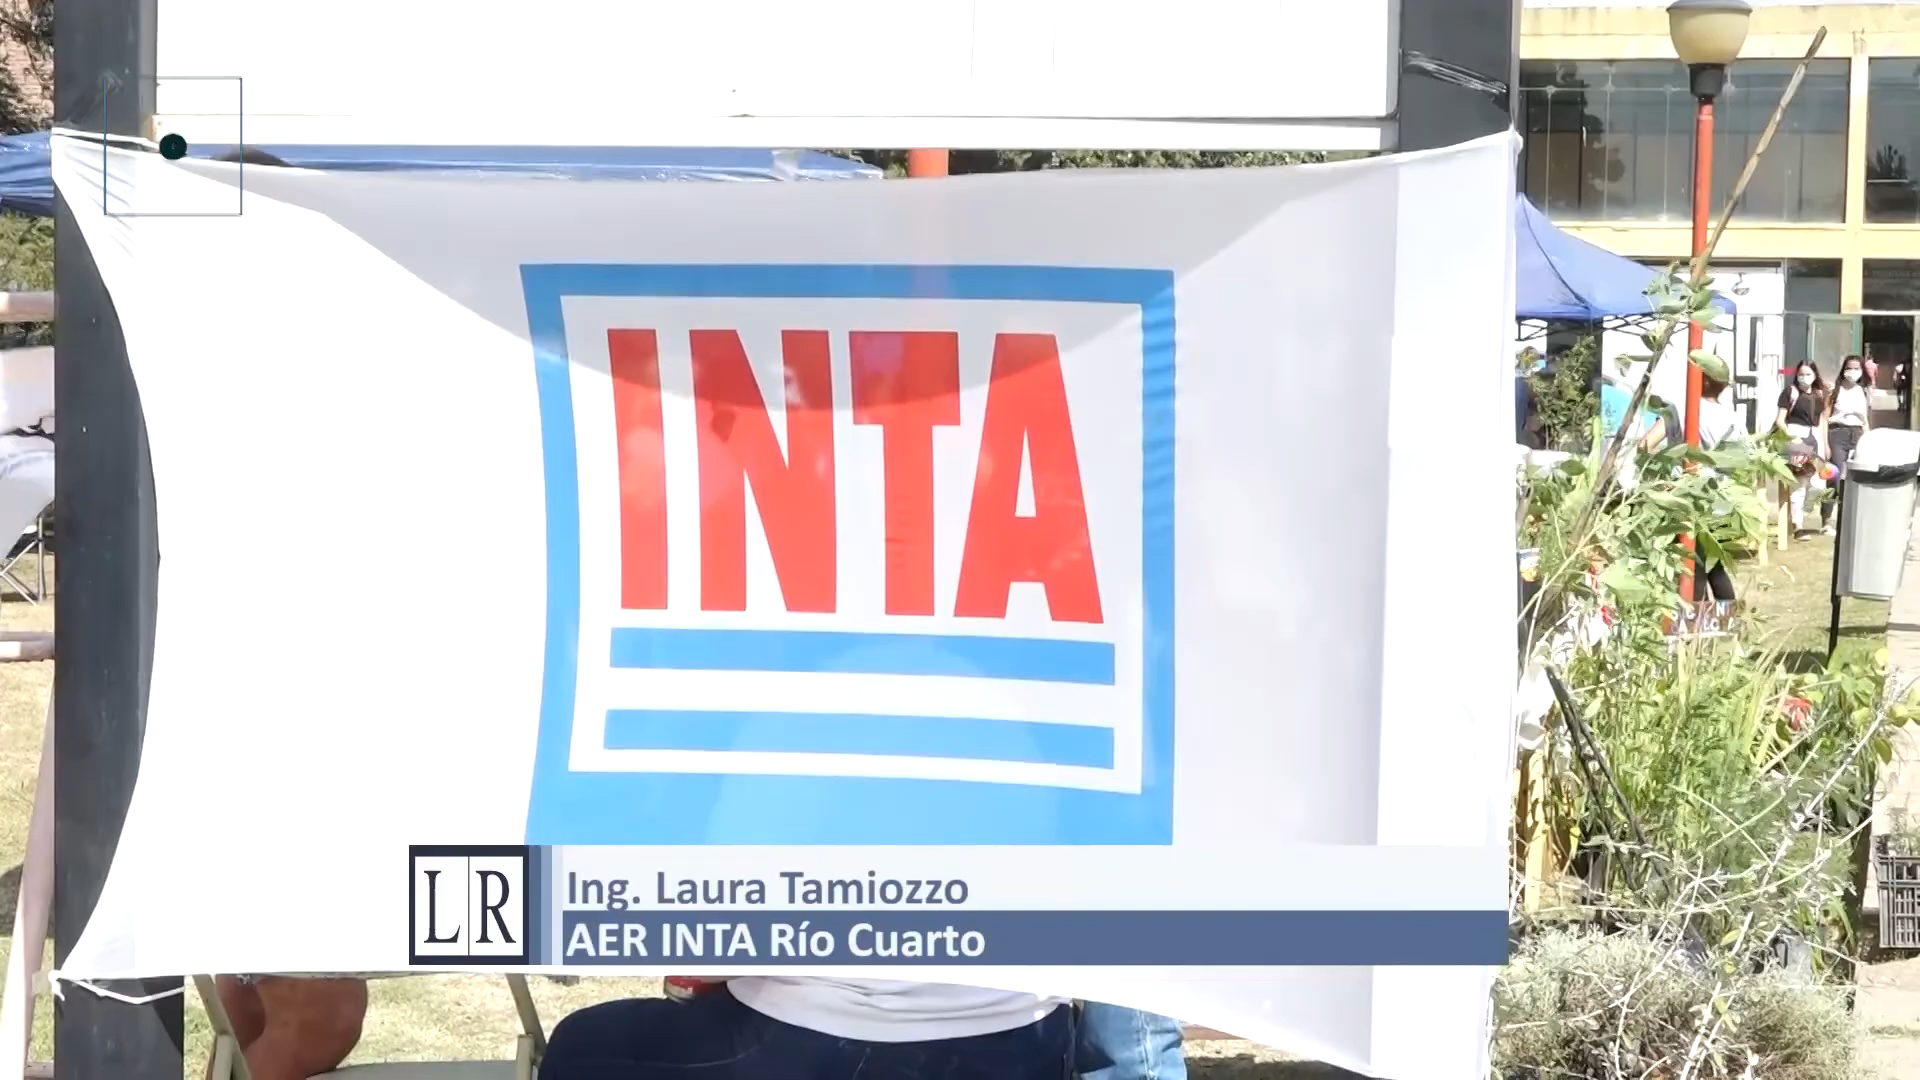 INTA
LR
Ing. Laura Tamiozzo
AER INTA Río Cuarto